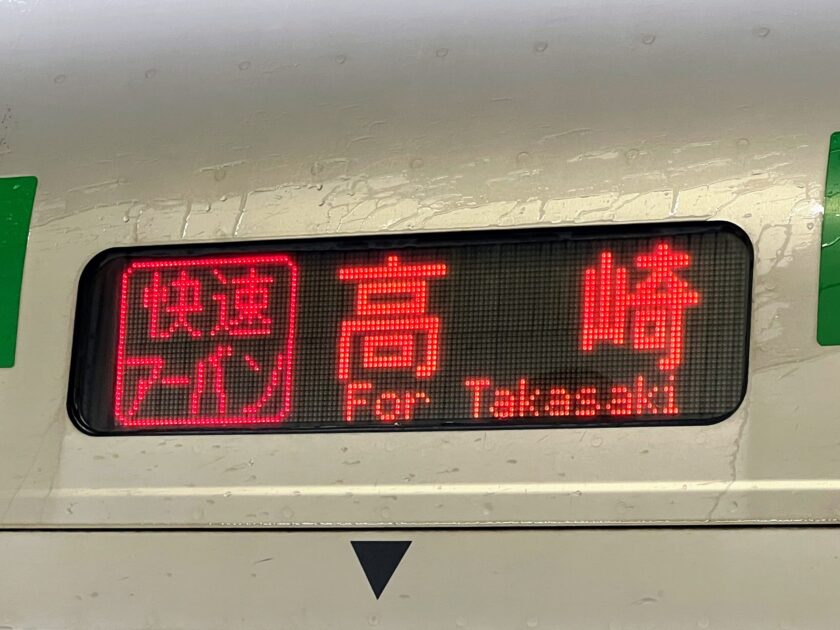 快速
アーバン
高崎
For Takasaki